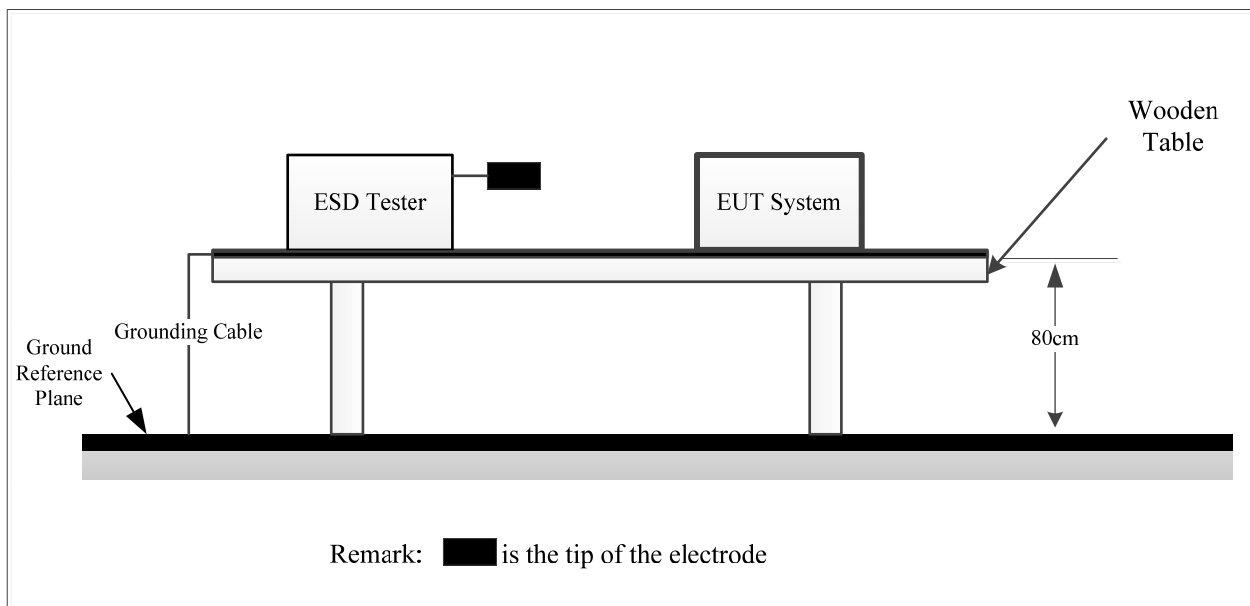 Wooden
Table
ESD Tester
EUT System
Grounding Cable
80cm
Ground
Reference
Plane
Remark:
is the tip of the electrode